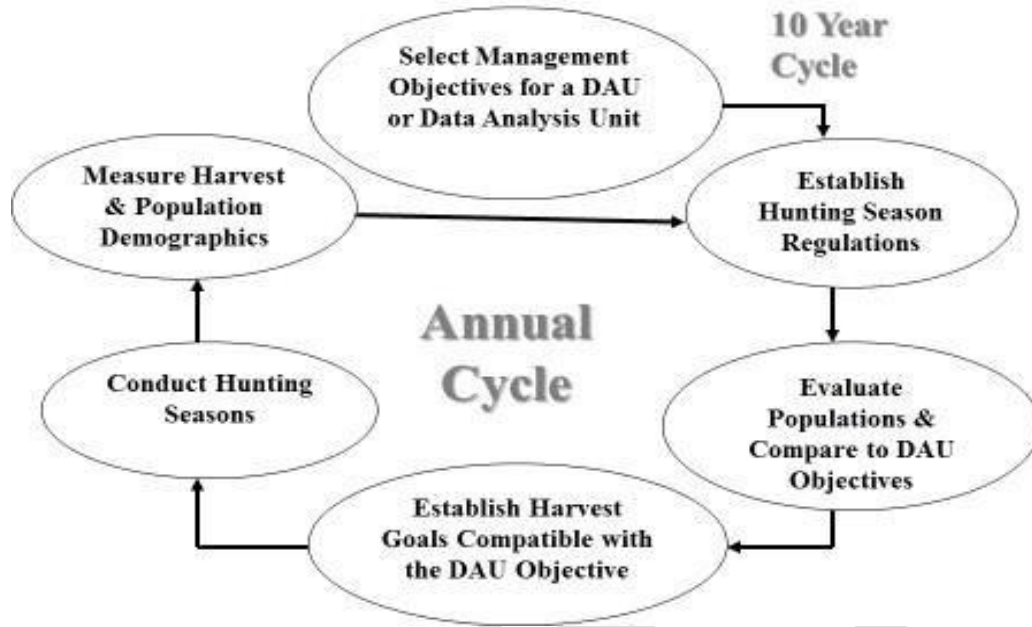 10 Year
Cycle
Select Management
Objectives for a DAU
or Data Analysis Unit
Establish
Hunting Season
Regulations
Evaluate
Populations &
Compare to DAU
Objectives
Establish Harvest
Goals Compatible with
the DAU Objective
Conduct Hunting
Seasons
Measure Harvest
& Population
Demographics
Annual
Cycle